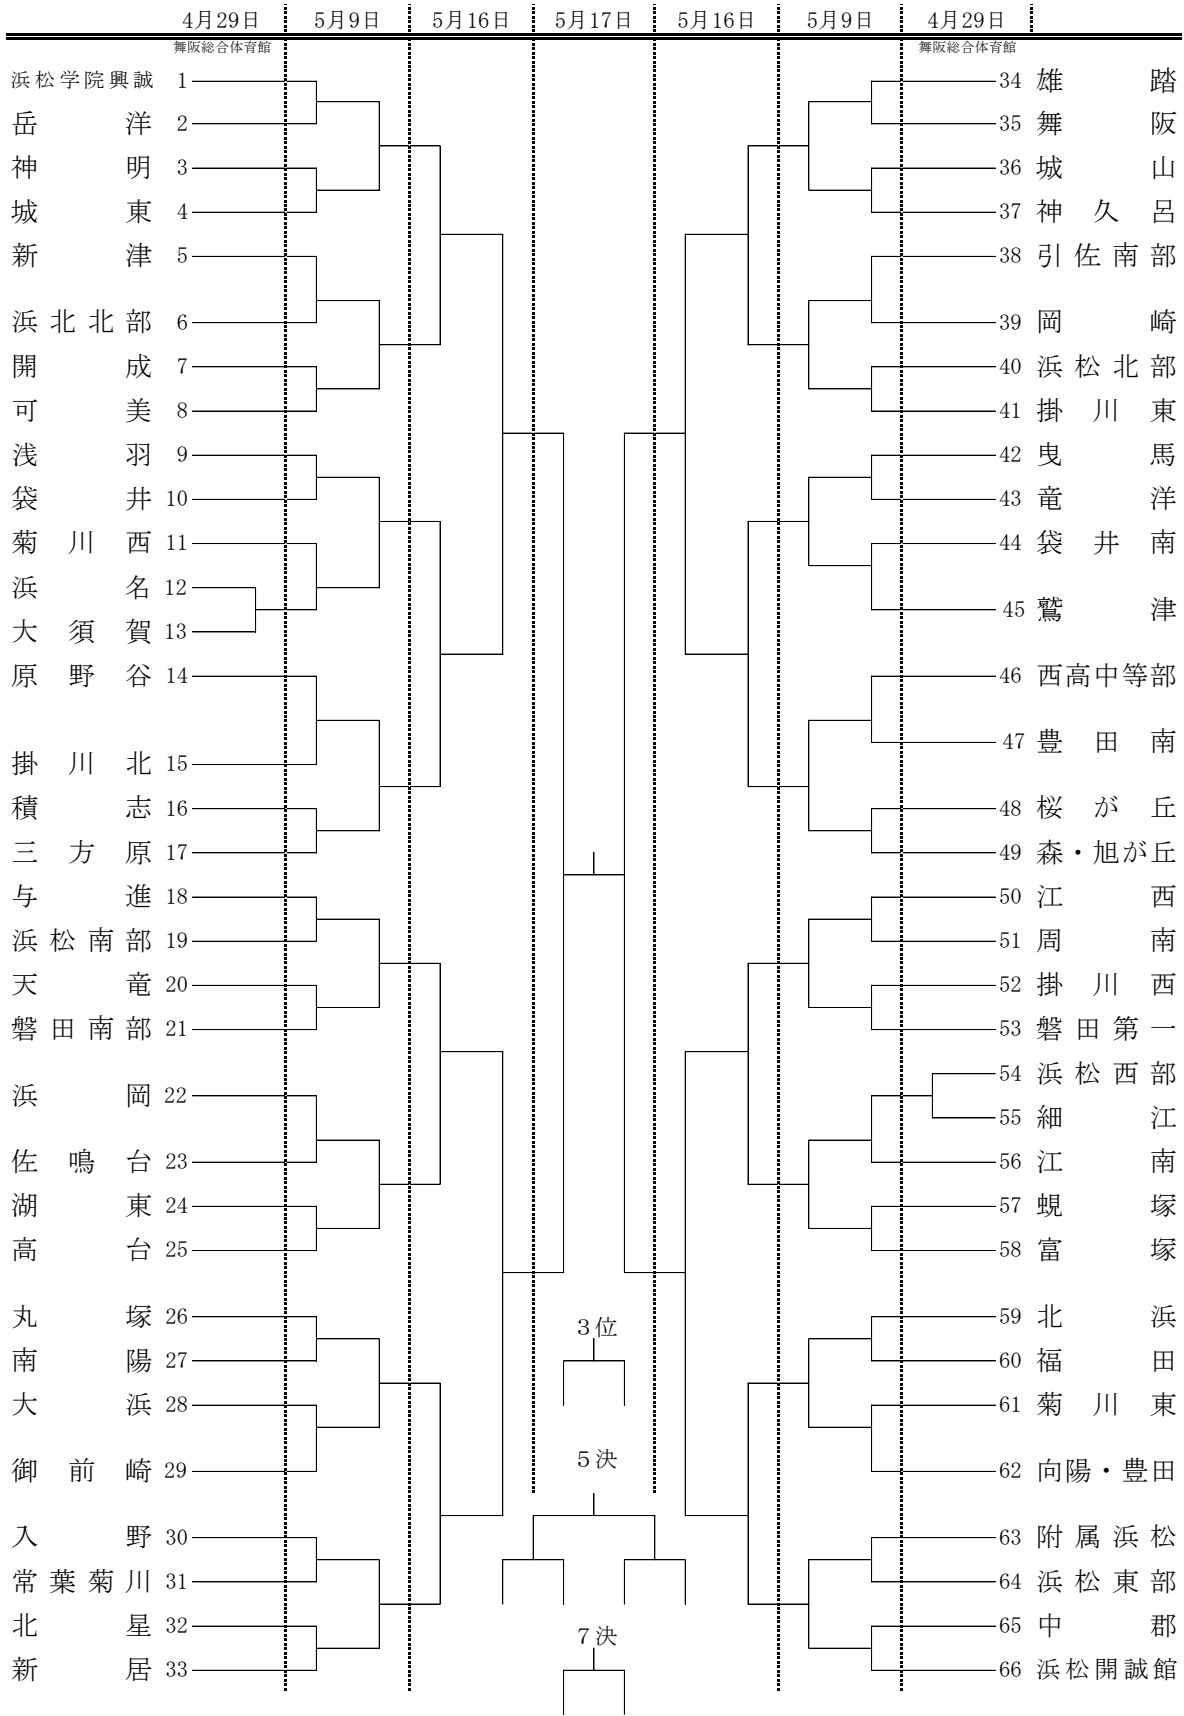 4月29日 5月9日 5月16日 5月17日 5月16日 5月9日 4月29日
舞阪総合体育館 舞阪総合体育館
浜松学院興誠 1 34 雄踏
岳洋 2 35 舞阪
神明 3 36 城山
城東 4 37 神久呂
新津 5 38 引佐南部
浜北北部 6 39 岡崎
開成 7 40 浜松北部
可美 8 41 掛川東
浅羽 9 42 曳馬
袋井 10 43 竜洋
菊川西 11 44 袋井南
浜名 12
45 鷲津
大須賀 13
原野谷 14 46 西高中等部
47 豊田南
掛川北 15
積志 16 48 桜が丘
三方原 17 49 森・旭が丘
与進 18 50 江西
浜松南部 19 51 周南
天竜 20 52 掛川西
磐田南部 21 53 磐田第一
54 浜松西部
浜岡 22
55 細江
佐鳴台 23 56 江南
湖東 24 57 蜆塚
高台 25 58 富塚
丸塚 26 59 北浜
3位
南陽 27 60 福田
大浜 28 61 菊川東
5決
御前崎 29 62 向陽・豊田
入野 30 63 附属浜松
常葉菊川 31 64 浜松東部
北星 32 65 中郡
7決
新居 33 66 浜松開誠館